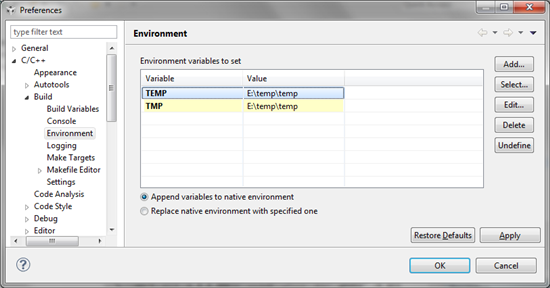 Preferences
type filter text
General
C/C++
Appearance
Autotools
Build
Build Variables
Console
Environment
Logging
Make Targets
Makefile Editor
Settings
Code Analysis
Code Style
Debug
Editor
Environment
Environment variables to set
Variable Value
TEMP E:\temp\temp
TMP E:\temp\temp
Add...
Select...
Edit...
Delete
Undefine
Append variables to native environment
Replace native environment with specified one
Restore Defaults Apply
OK Cancel